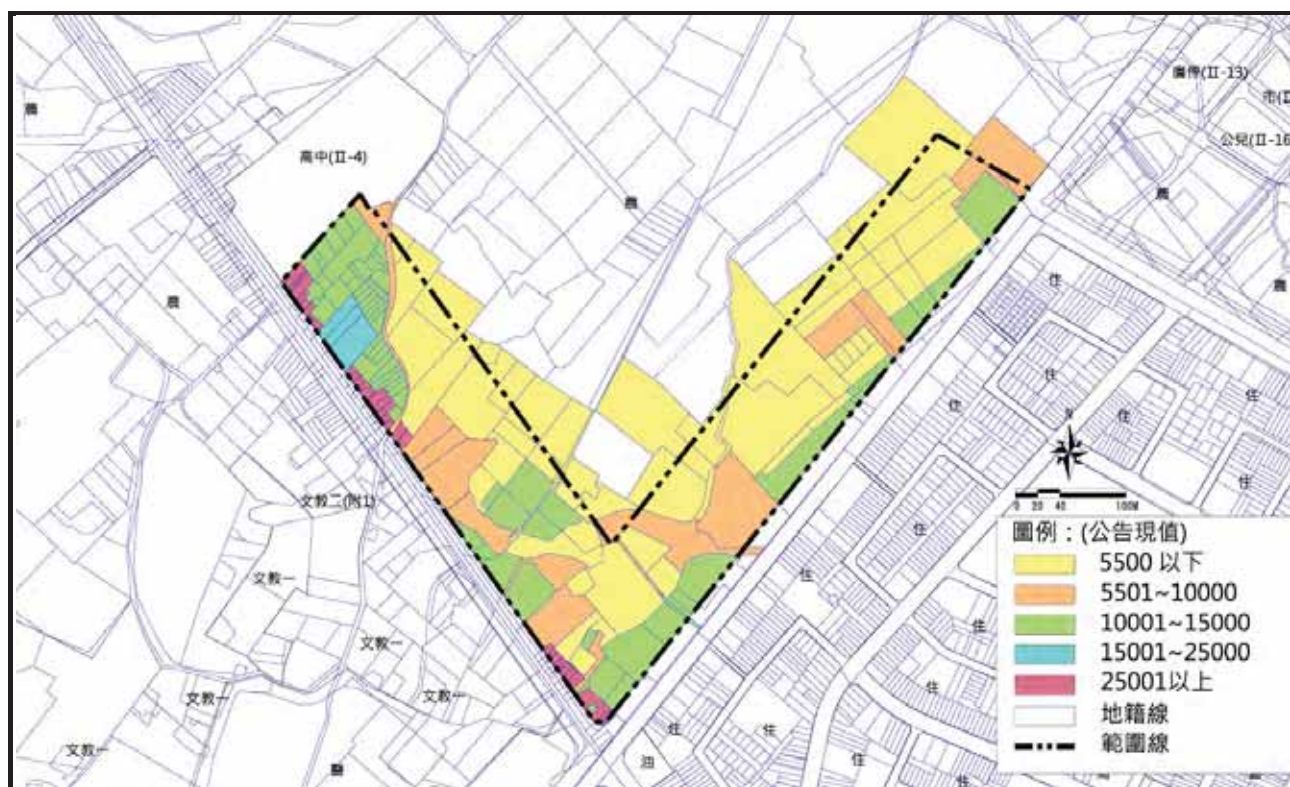 廣停(II-13)
市(II
農
公兒(II-16
高中(II-4)
農
農
農
農
住
住
住
住
住
住
文教二(附1)
住
文教一
住
文教一
住
文教一
文教一
文教一
住
住
住
住
油
N
0 20 40 100M
圖例：(公告現值)
5500 以下
5501~10000
10001~15000
15001~25000
25001以上
地籍線
範圍線